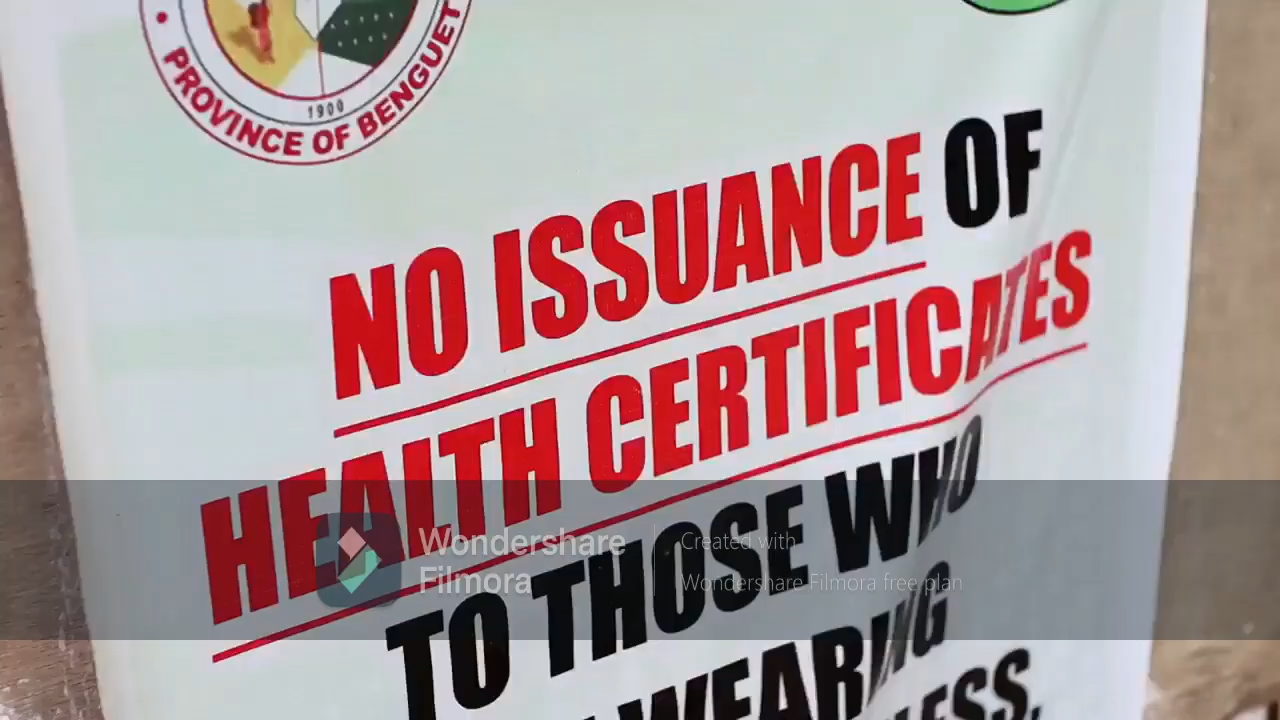 PROVINCE OF BENGUET
1900
NO ISSUANCE OF
HEALTH CERTIFICATES
TO THOSE WHO
WEARING
Wondershare
Filmora
Created with
Wondershare Filmora free plan